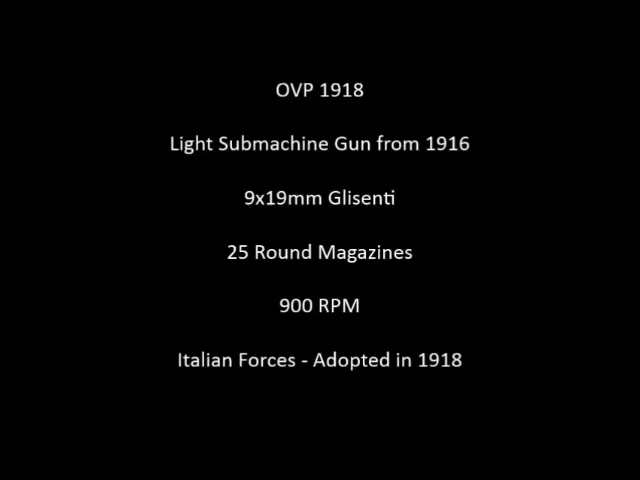 OVP 1918
Light Submachine Gun from 1916
9x19mm Glisenti
25 Round Magazines
900 RPM
Italian Forces - Adopted in 1918